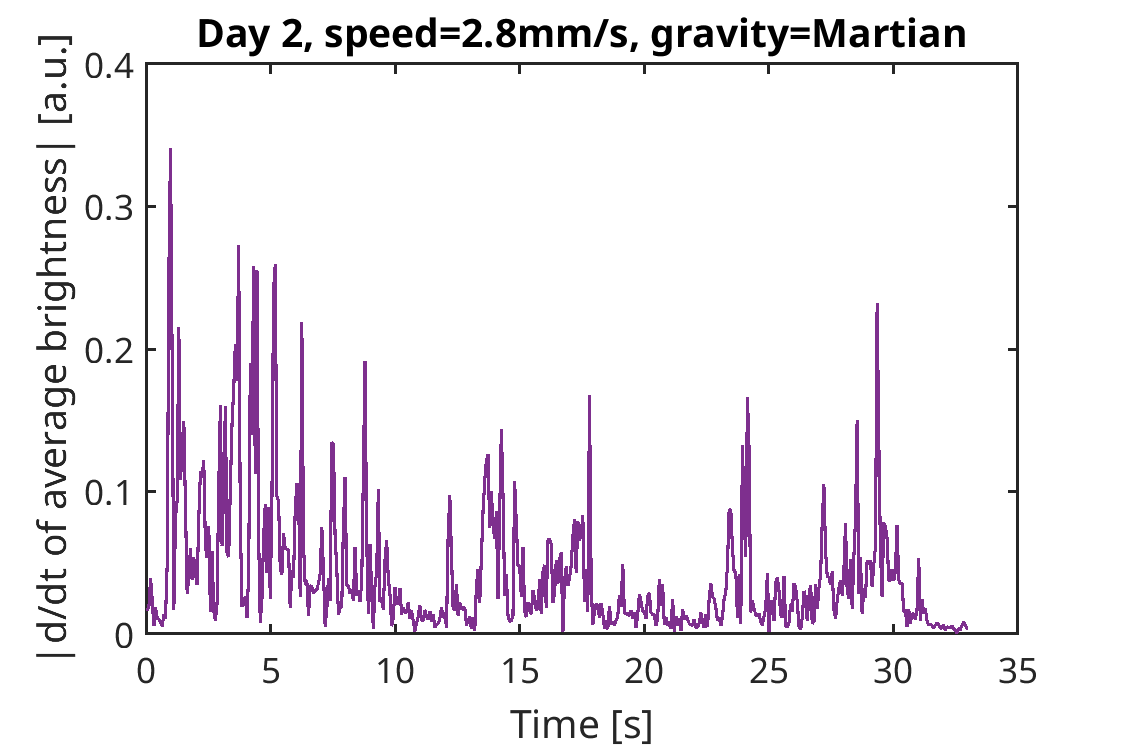 Day 2, speed=2.8mm/s, gravity=Martian
|d/dt of average brightness| [a.u.]
0.4
0.3
0.2
0.1
0
0 5 10 15 20 25 30 35
Time [s]